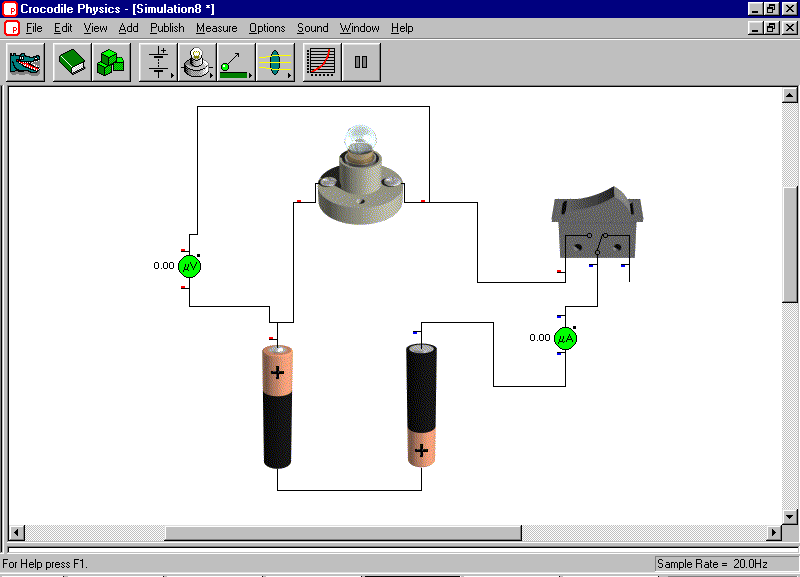 Crocodile Physics - [Simulation8 *]
File Edit View Add Publish Measure Options Sound Window Help
0.00 µV
0.00 µA
+
+
For Help press F1.
Sample Rate = 20.0Hz